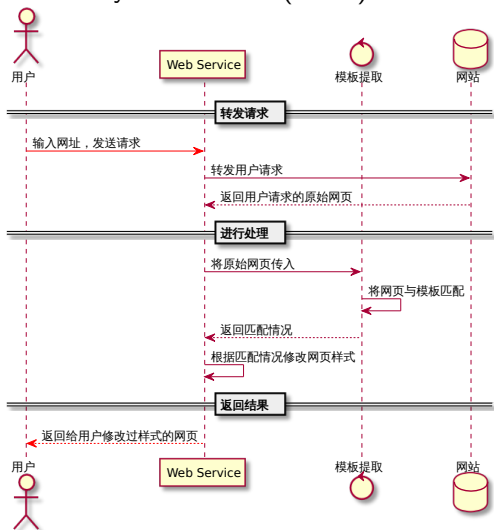 用户
Web Service
模板提取
网站
转发请求
输入网址，发送请求
转发用户请求
返回用户请求的原始网页
进行处理
将原始网页传入
将网页与模板匹配
返回匹配情况
根据匹配情况修改网页样式
返回结果
返回给用户修改过样式的网页
用户
Web Service
模板提取
网站